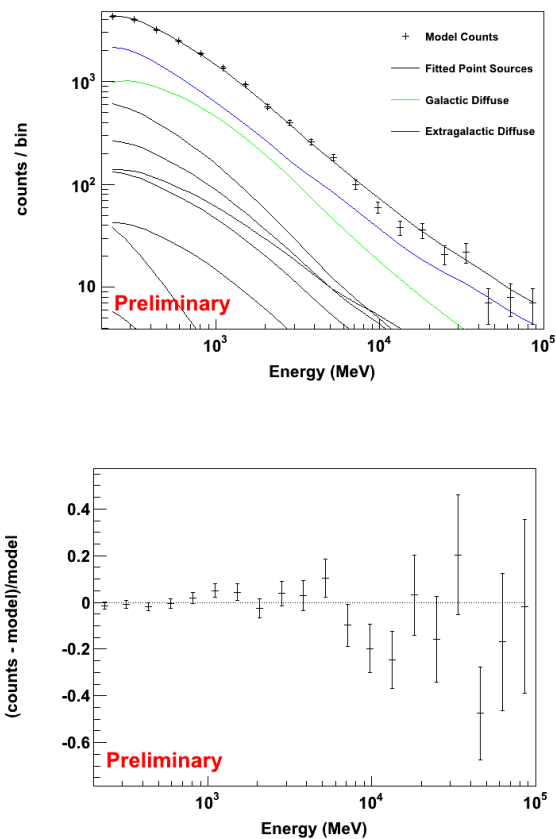 counts / bin
10³
10²
10
Model Counts
Fitted Point Sources
Galactic Diffuse
Extragalactic Diffuse
Preliminary
10³
10⁴
10⁵
Energy (MeV)
(counts - model)/model
0.4
0.2
0
-0.2
-0.4
-0.6
Preliminary
10³
10⁴
10⁵
Energy (MeV)